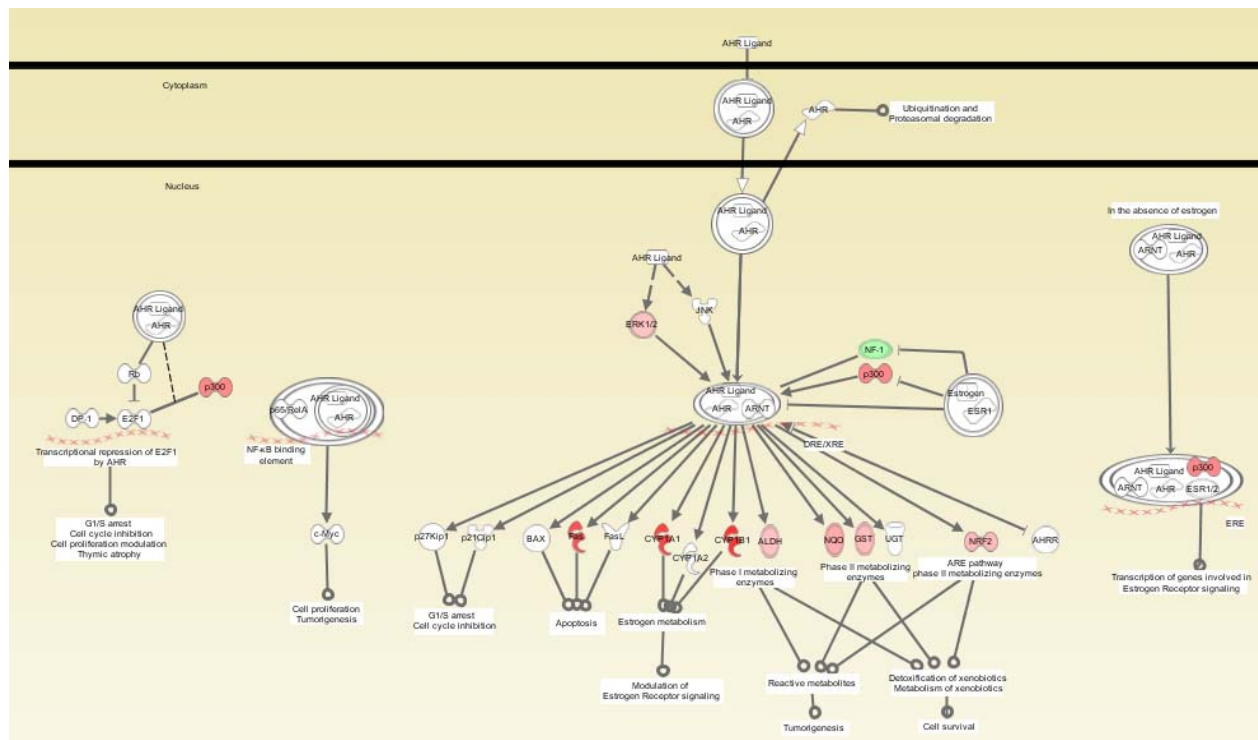 AHR Ligand
Cytoplasm
AHR Ligand
AHR
AHR
Ubiquitination and
Proteasomal degradation
Nucleus
AHR Ligand
AHR
In the absence of estrogen
AHR Ligand
ARNT
AHR
AHR Ligand
ERK1/2
JNK
AHR Ligand
AHR
Rb
p300
DP-1
E2F1
Transcriptional repression of E2F1
by AHR
G1/S arrest
Cell cycle inhibition
Cell proliferation modulation
Thymic atrophy
p65/RelA
AHR Ligand
AHR
NF-κB binding
element
c-Myc
Cell proliferation
Tumorigenesis
NF-1
p300
Estrogen
ESR1
AHR Ligand
AHR
ARNT
DRE/XRE
p27Kip1
p21Cip1
BAX
Fas
FasL
CYP1A1
CYP1A2
CYP1B1
ALDH
NQO
GST
UGT
NRF2
AHRR
Phase I metabolizing
enzymes
Phase II metabolizing
enzymes
ARE pathway
phase II metabolizing enzymes
G1/S arrest
Cell cycle inhibition
Apoptosis
Estrogen metabolism
Modulation of
Estrogen Receptor signaling
Reactive metabolites
Tumorigenesis
Detoxification of xenobiotics
Metabolism of xenobiotics
Cell survival
AHR Ligand
p300
ARNT
AHR
ESR1/2
ERE
Transcription of genes involved in
Estrogen Receptor signaling